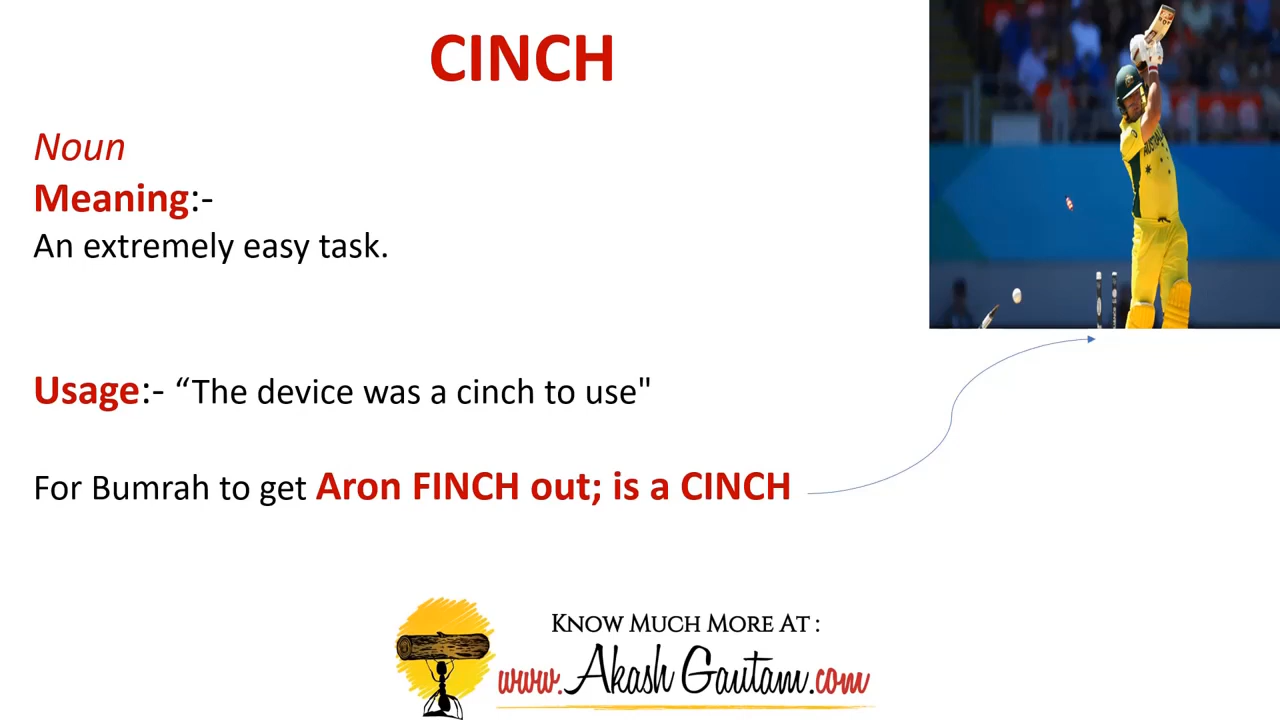 CINCH
Noun
Meaning:-
An extremely easy task.
Usage:- “The device was a cinch to use"
For Bumrah to get Aron FINCH out; is a CINCH
KNOW MUCH MORE AT :
www.AkashGautam.com
AUSTRALIA